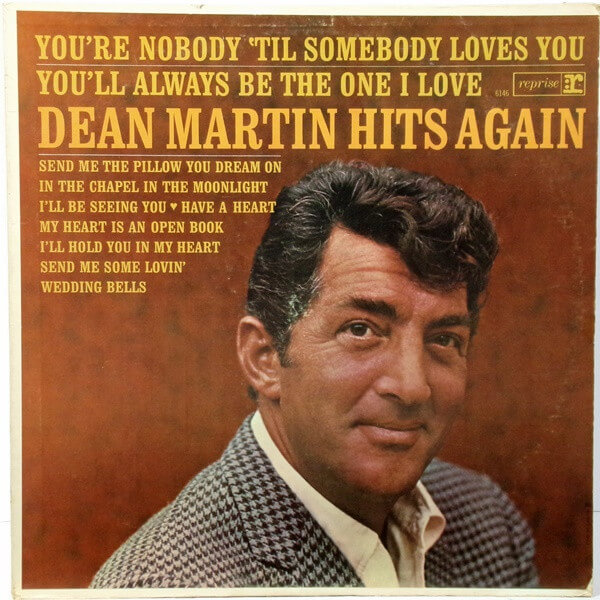 YOU'RE NOBODY 'TIL SOMEBODY LOVES YOU
YOU'LL ALWAYS BE THE ONE I LOVE
6146 reprise r:
DEAN MARTIN HITS AGAIN
SEND ME THE PILLOW YOU DREAM ON
IN THE CHAPEL IN THE MOONLIGHT
I'LL BE SEEING YOU ♥ HAVE A HEART
MY HEART IS AN OPEN BOOK
I'LL HOLD YOU IN MY HEART
SEND ME SOME LOVIN'
WEDDING BELLS